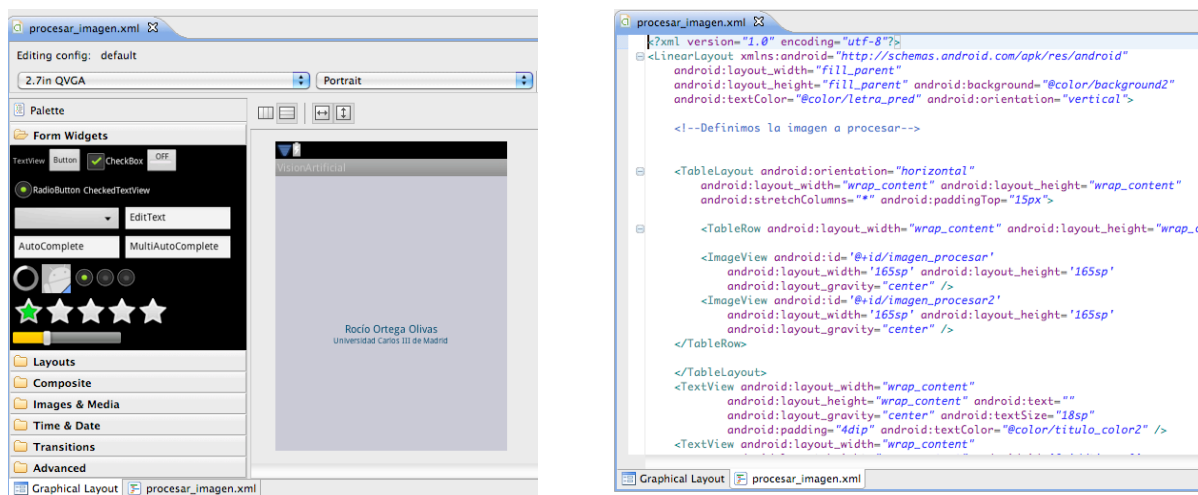 procesar_imagen.xml
Editing config: default
2.7in QVGA
Portrait
Palette
Form Widgets
TextView Button CheckBox OFF
RadioButton CheckedTextView
EditText
AutoComplete MultiAutoComplete
Layouts
Composite
Images & Media
Time & Date
Transitions
Advanced
VisionArtificial
Rocío Ortega Olivas
Universidad Carlos III de Madrid
Graphical Layout procesar_imagen.xml
procesar_imagen.xml
<?xml version="1.0" encoding="utf-8"?>
<LinearLayout xmlns:android="http://schemas.android.com/apk/res/android"
android:layout_width="fill_parent"
android:layout_height="fill_parent" android:background="@color/background2"
android:textColor="@color/letra_pred" android:orientation="vertical">
<!--Definimos la imagen a procesar-->
<TableLayout android:orientation="horizontal"
android:layout_width="wrap_content" android:layout_height="wrap_content"
android:stretchColumns="*" android:paddingTop="15px">
<TableRow android:layout_width="wrap_content" android:layout_height="wrap_c
<ImageView android:id='@+id/imagen_procesar'
android:layout_width='165sp' android:layout_height='165sp'
android:layout_gravity="center" />
<ImageView android:id='@+id/imagen_procesar2'
android:layout_width='165sp' android:layout_height='165sp'
android:layout_gravity="center" />
</TableRow>
</TableLayout>
<TextView android:layout_width="wrap_content"
android:layout_height="wrap_content" android:text=""
android:layout_gravity="center" android:textSize="18sp"
android:padding="4dip" android:textColor="@color/titulo_color2" />
<TextView android:layout_width="wrap_content"
Graphical Layout procesar_imagen.xml